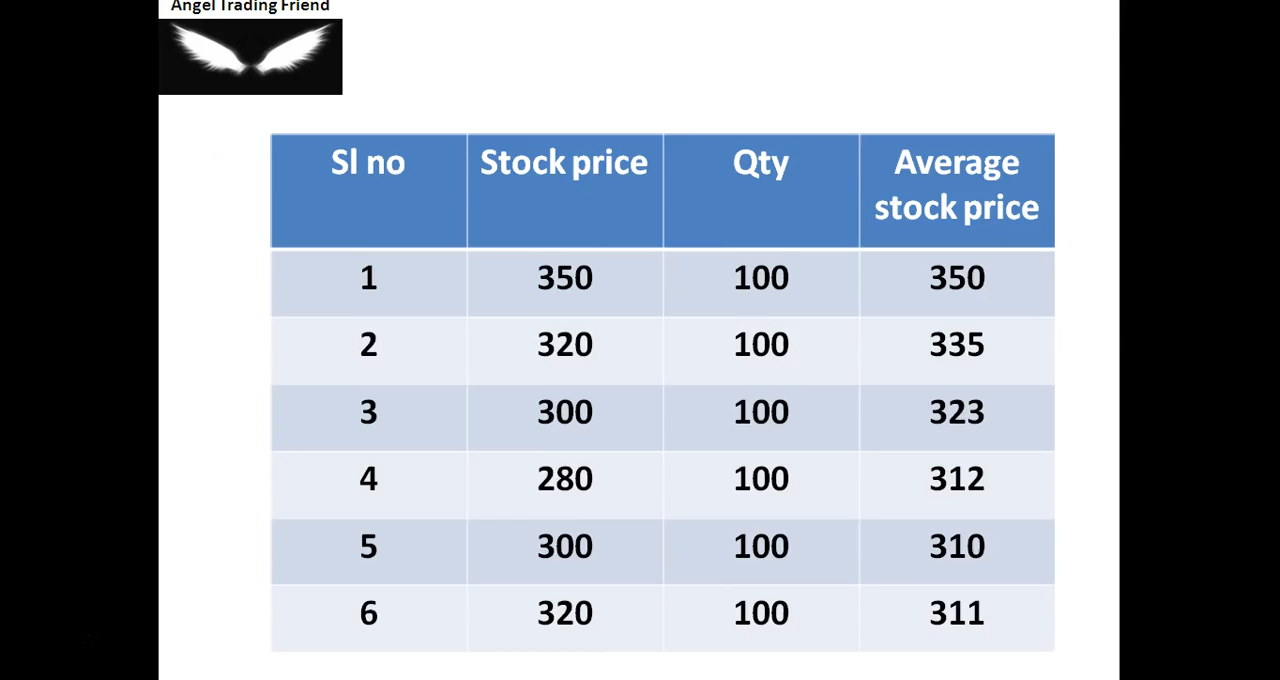 Angel Trading Friend
Sl no Stock price Qty Average stock price
1 350 100 350
2 320 100 335
3 300 100 323
4 280 100 312
5 300 100 310
6 320 100 311